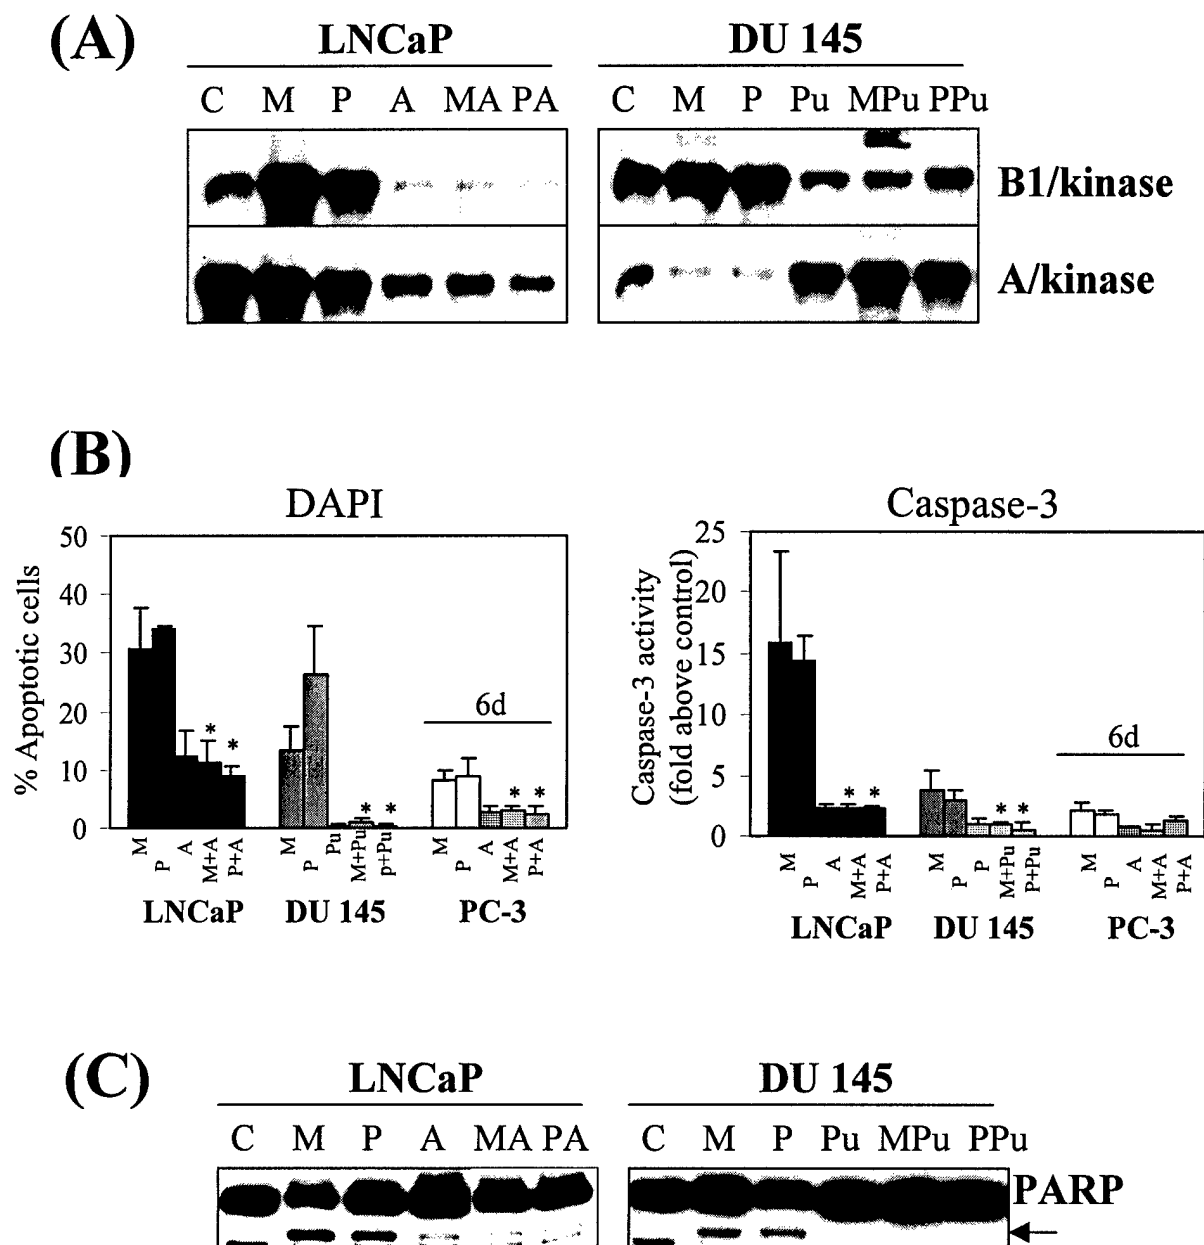 (A)
LNCaP DU 145
C M P A MA PA C M P Pu MPu PPu
B1/kinase
A/kinase
(B)
DAPI
% Apoptotic cells
50
40
30
20
10
0
* * * * 6d * *
M P A M+A P+A M P Pu M+Pu p+Pu M P A M+A P+A
LNCaP DU 145 PC-3
Caspase-3
Caspase-3 activity
(fold above control)
25
20
15
10
5
0
* * * * 6d
M P A M+A P+A M P P M+Pu P+Pu M P A M+A P+A
LNCaP DU 145 PC-3
(C)
LNCaP DU 145
C M P A MA PA C M P Pu MPu PPu
PARP